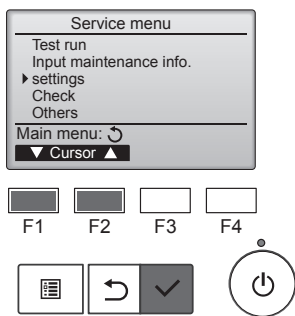 Service menu
Test run
Input maintenance info.
settings
Check
Others
Main menu:
Cursor
F1 F2 F3 F4